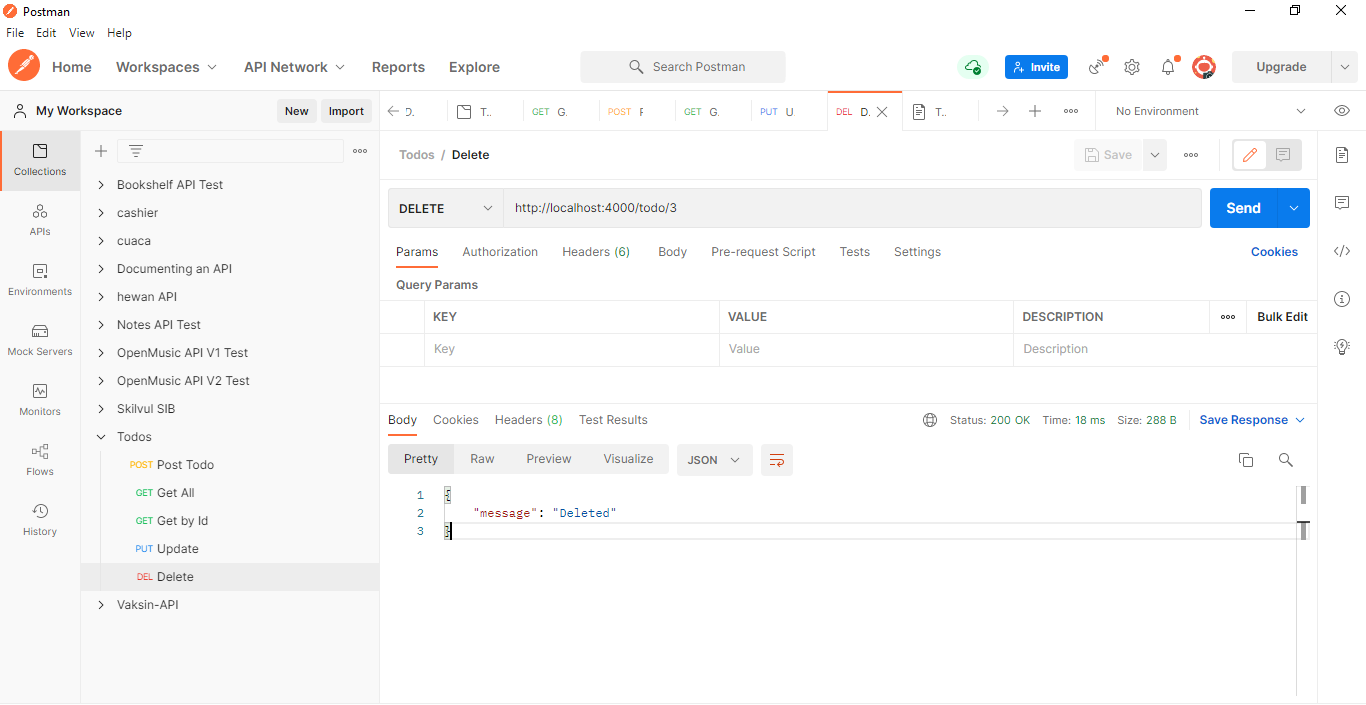 Postman
File Edit View Help
Home Workspaces API Network Reports Explore Search Postman Invite Upgrade
My Workspace New Import
D. T.. GET G. POST GET G. PUT U DEL D. T.. No Environment
Collections
APIs
Environments
Mock Servers
Monitors
Flows
History
Bookshelf API Test
cashier
cuaca
Documenting an API
hewan API
Notes API Test
OpenMusic API V1 Test
OpenMusic API V2 Test
Skilvul SIB
Todos
POST Post Todo
GET Get All
GET Get by Id
PUT Update
DEL Delete
Vaksin-API
Todos / Delete Save
DELETE http://localhost:4000/todo/3 Send
Params Authorization Headers (6) Body Pre-request Script Tests Settings Cookies
Query Params
KEY VALUE DESCRIPTION Bulk Edit
Key Value Description
Body Cookies Headers (8) Test Results Status: 200 OK Time: 18 ms Size: 288 B Save Response
Pretty Raw Preview Visualize JSON
1 {
2 "message": "Deleted"
3 }